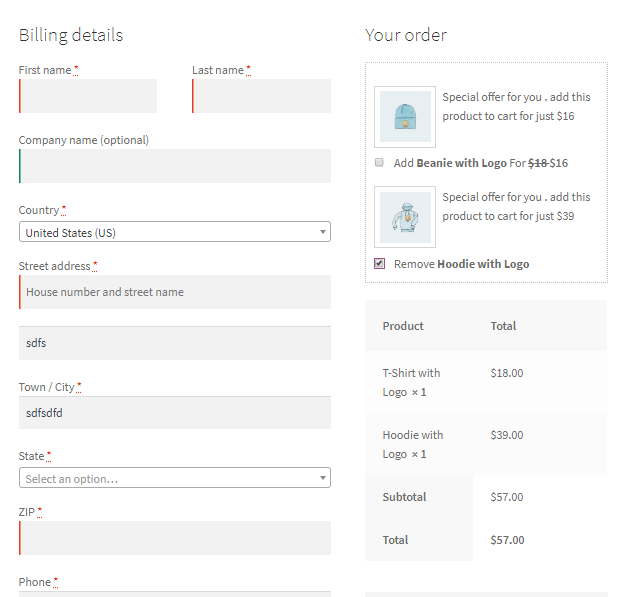 Billing details
First name *
Last name *
Company name (optional)
Country *
United States (US)
Street address *
House number and street name
sdfs
Town / City *
sdfsdfd
State *
Select an option...
ZIP *
Phone *
Your order
Special offer for you . add this
product to cart for just $16
Add Beanie with Logo For $18 $16
Special offer for you . add this
product to cart for just $39
Remove Hoodie with Logo
Product Total
T-Shirt with $18.00
Logo × 1
Hoodie with $39.00
Logo × 1
Subtotal $57.00
Total $57.00